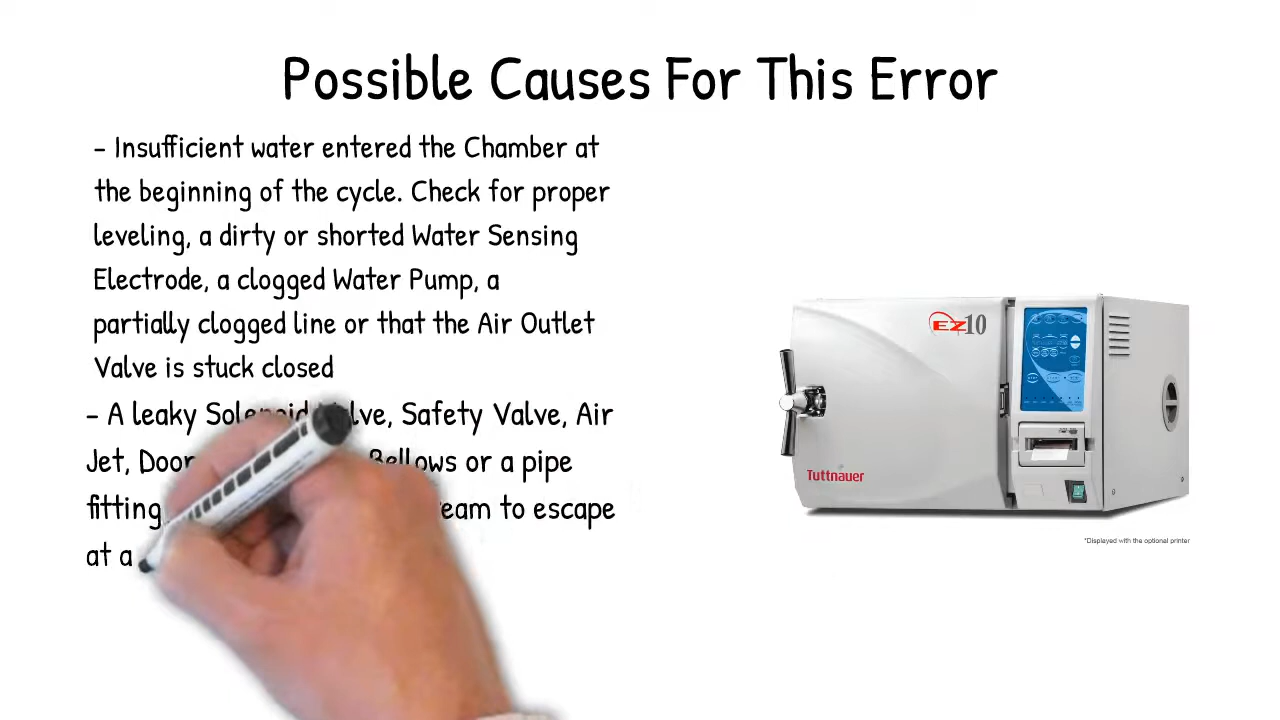 Possible Causes For This Error
- Insufficient water entered the Chamber at
the beginning of the cycle. Check for proper
leveling, a dirty or shorted Water Sensing
Electrode, a clogged Water Pump, a
partially clogged line or that the Air Outlet
Valve is stuck closed
- A leaky Solenoid Valve, Safety Valve, Air
Jet, Door Bellows or a pipe
fitting to escape
at a
EZ10
Tuttnauer
*Displayed with the optional printer